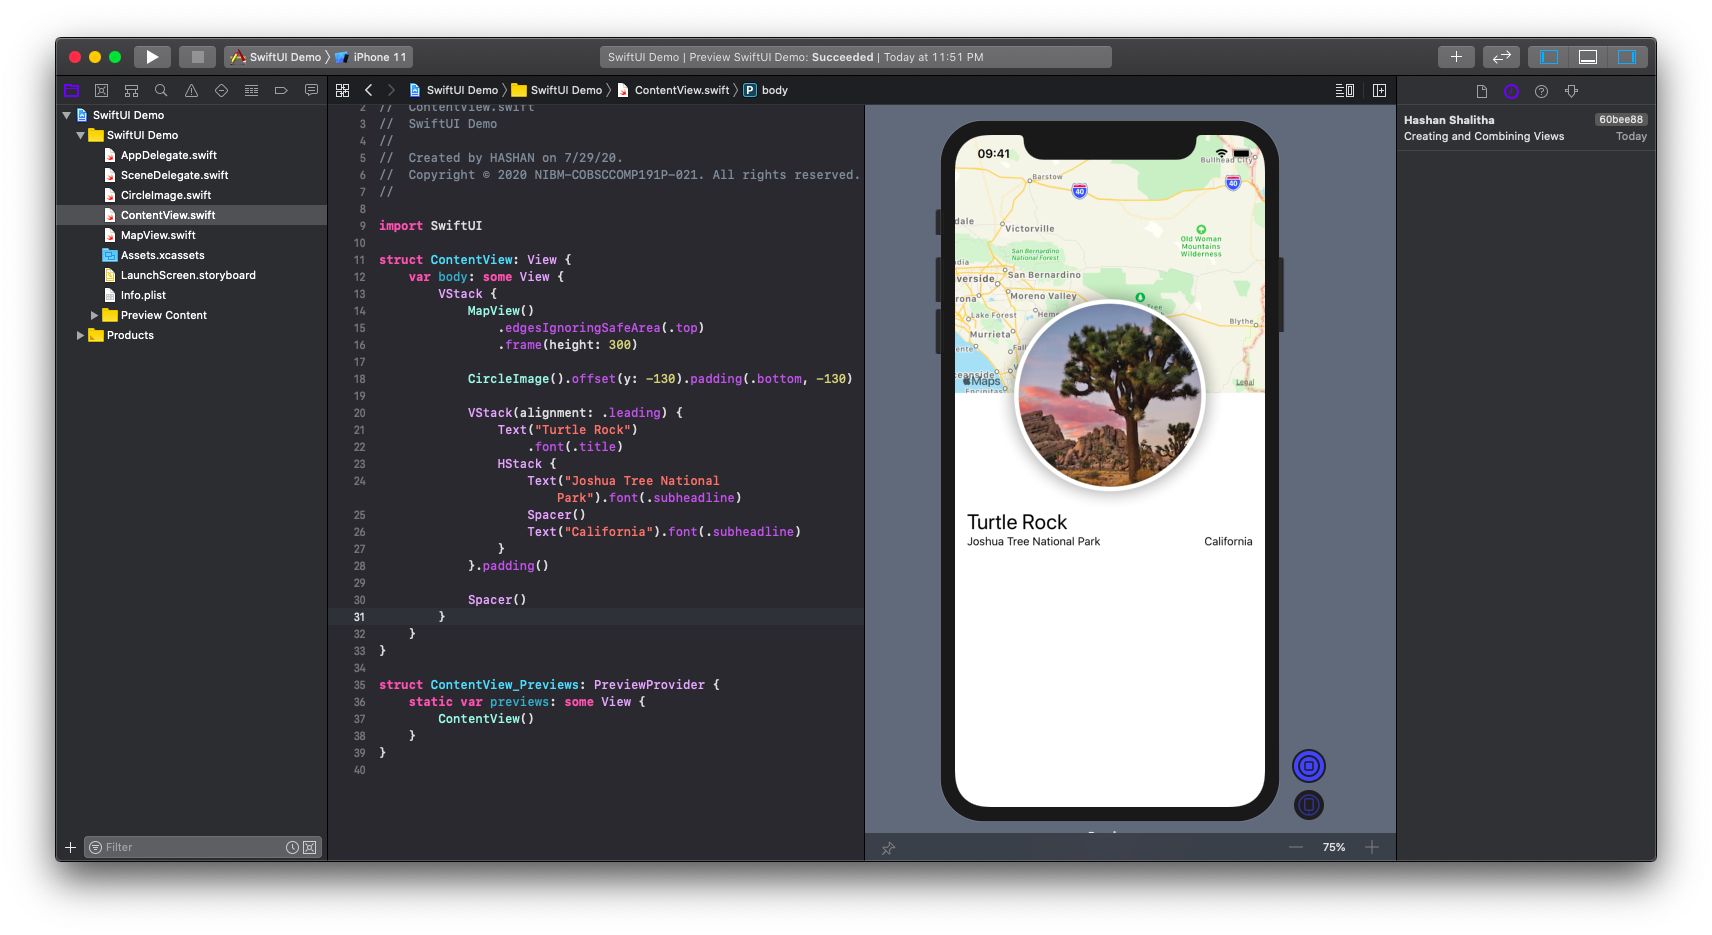 SwiftUI Demo
iPhone 11
SwiftUI Demo | Preview SwiftUI Demo: Succeeded | Today at 11:51 PM
SwiftUI Demo
SwiftUI Demo
AppDelegate.swift
SceneDelegate.swift
CircleImage.swift
ContentView.swift
MapView.swift
Assets.xcassets
LaunchScreen.storyboard
Info.plist
Preview Content
Products
Filter
SwiftUI Demo
SwiftUI Demo
ContentView.swift
P body
2 // ContentView.swift
3 // SwiftUI Demo
4 //
5 // Created by HASHAN on 7/29/20.
6 // Copyright © 2020 NIBM-COBSCCOMP191P-021. All rights reserved.
7 //
8
9 import SwiftUI
10
11 struct ContentView: View {
12 var body: some View {
13 VStack {
14 MapView()
15 .edgesIgnoringSafeArea(.top)
16 .frame(height: 300)
17
18 CircleImage().offset(y: -130).padding(.bottom, -130)
19
20 VStack(alignment: .leading) {
21 Text("Turtle Rock")
22 .font(.title)
23 HStack {
24 Text("Joshua Tree National
Park").font(.subheadline)
25 Spacer()
26 Text("California").font(.subheadline)
27 }
28 }.padding()
29
30 Spacer()
31 }
32 }
33 }
34
35 struct ContentView_Previews: PreviewProvider {
36 static var previews: some View {
37 ContentView()
38 }
39 }
40
09:41
Bullhead City
Barstow
40
40
dale
Victorville
Old Woman
Mountains
Wilderness
San Bernardino
National Forest
dia
San Bernardino
verside
orona
Moreno Valley
Tree
Lake Forest
Heme
Blythe
Murrieta
ente
Fal
ceanside
Maps
Legal
Encinitas
Turtle Rock
Joshua Tree National Park
California
75%
Hashan Shalitha
60bee88
Creating and Combining Views
Today